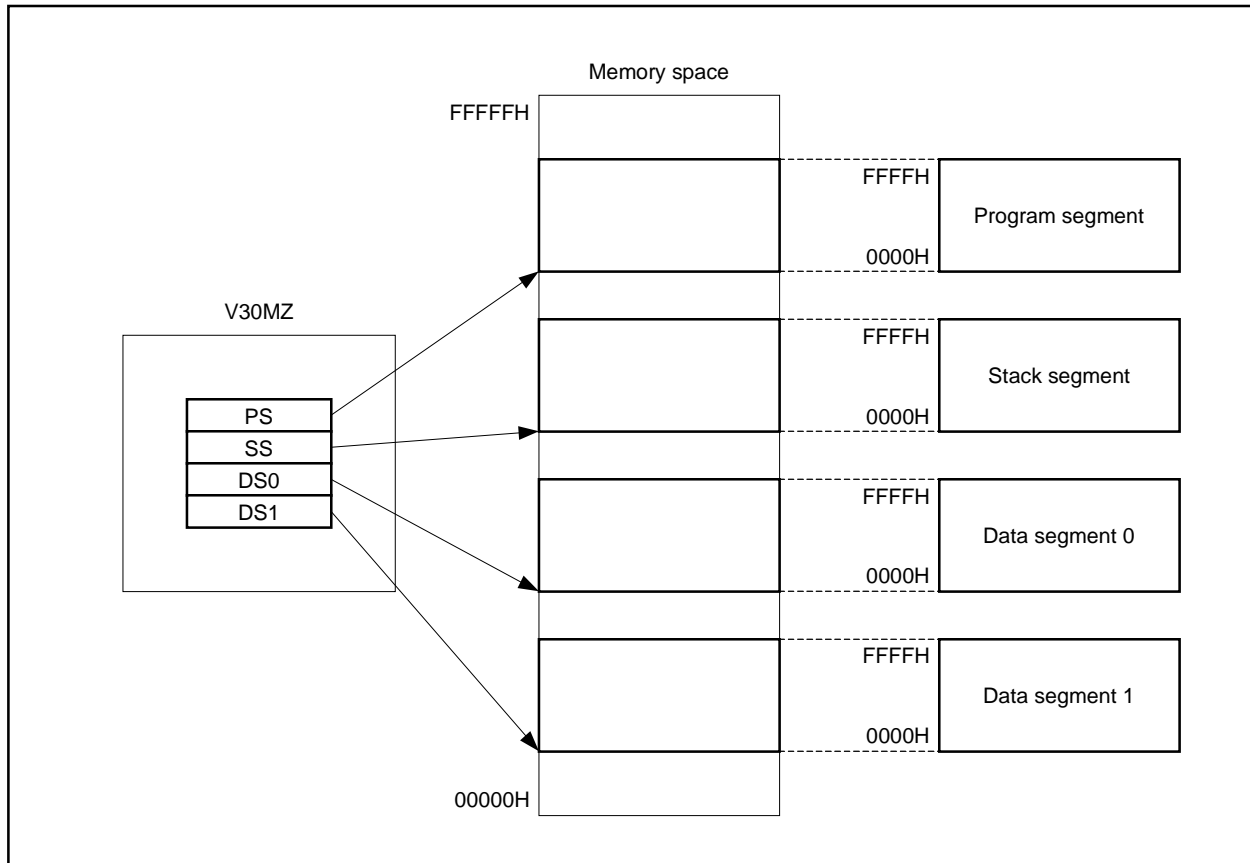 Memory space
FFFFFH
FFFFH
Program segment
0000H
V30MZ
FFFFH
Stack segment
0000H
PS
SS
DS0
DS1
FFFFH
Data segment 0
0000H
FFFFH
Data segment 1
0000H
00000H